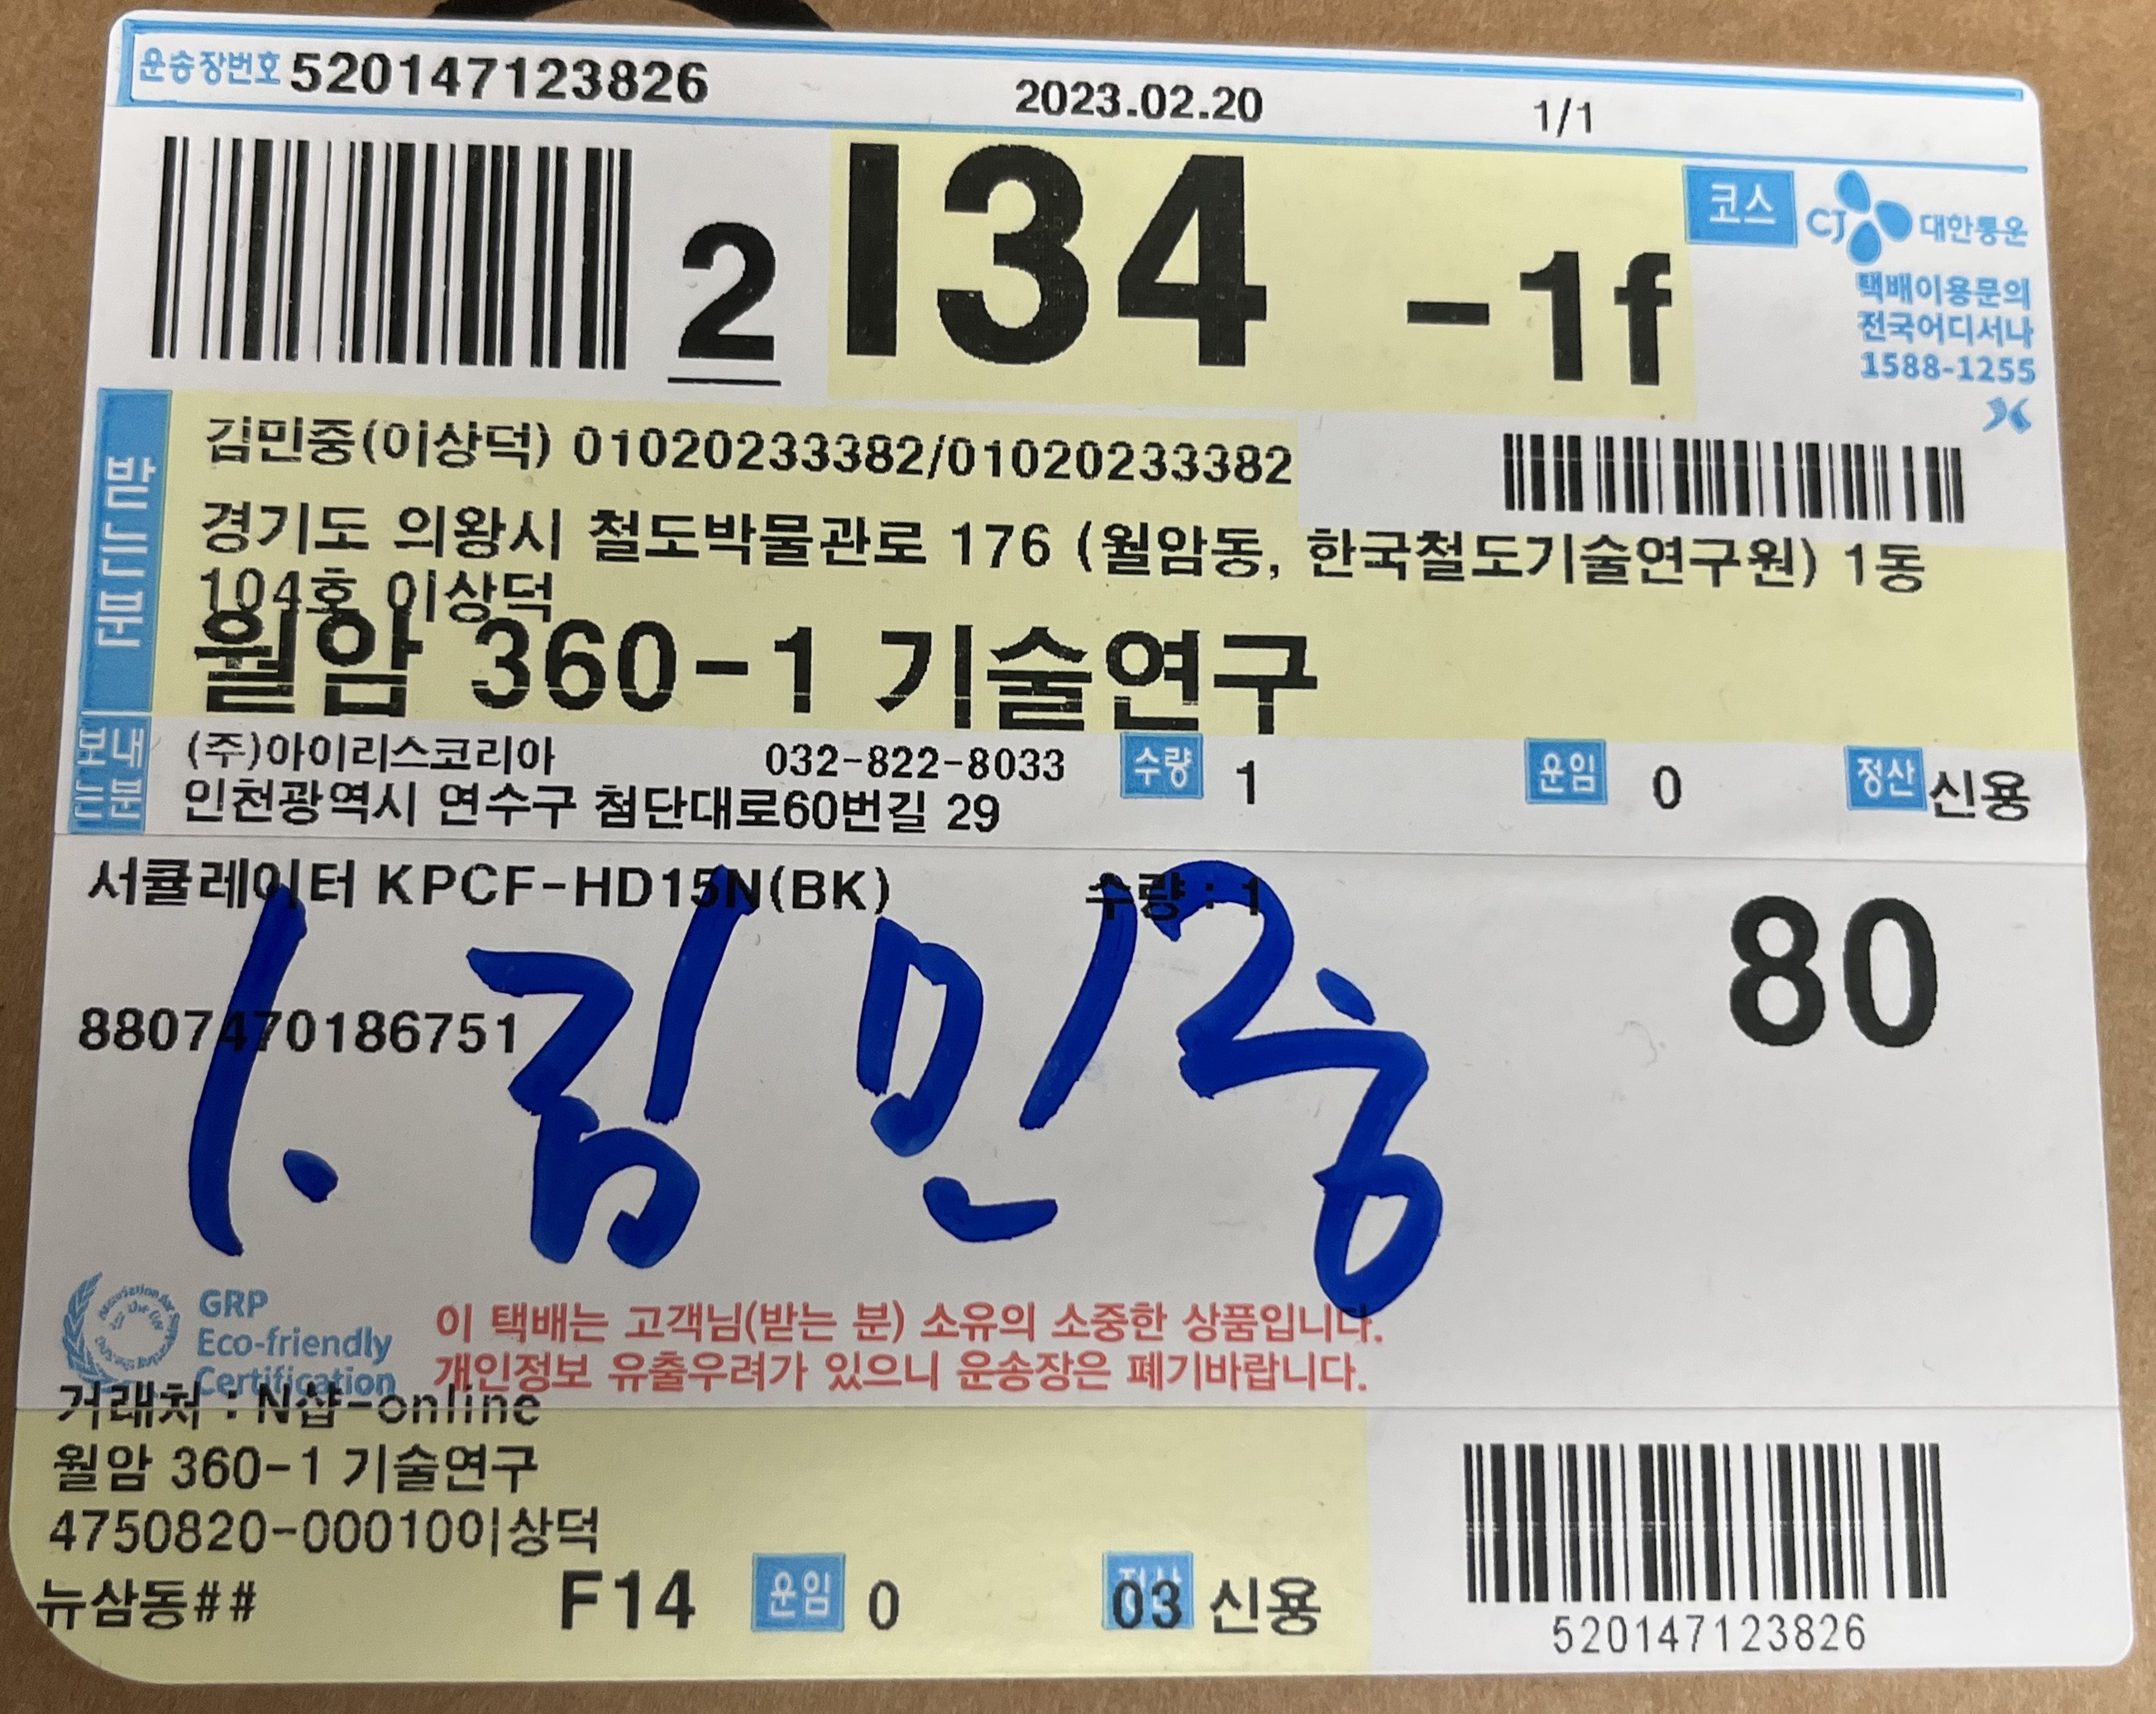 운송장번호 520147123826 2023.02.20 1/1
2 I34 -1f
코스 CJ 대한통운
택배이용문의
전국어디서나
1588-1255
받는분
김민중(이상덕) 01020233382/01020233382
경기도 의왕시 철도박물관로 176 (월암동, 한국철도기술연구원) 1동
104호 이상덕
월암 360-1 기술연구
보내는분
(주)아이리스코리아 032-822-8033 수량 1 운임 0 정산 신용
인천광역시 연수구 첨단대로60번길 29
서큘레이터 KPCF-HD15N(BK) 수량 : 1
80
8807470186751
1. 김민중
GRP
Eco-friendly
Certification
이 택배는 고객님(받는 분) 소유의 소중한 상품입니다.
개인정보 유출우려가 있으니 운송장은 폐기바랍니다.
거래처 : N샵-online
월암 360-1 기술연구
4750820-000100이상덕
뉴삼동## F14 운임 0 정산 03 신용
520147123826